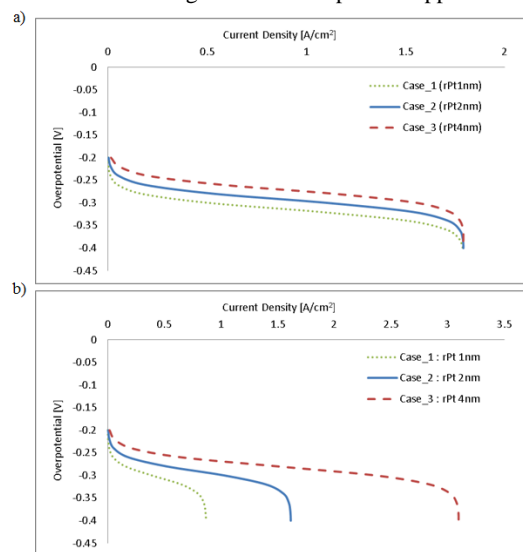 a)
Current Density [A/cm²]
0 0.5 1 1.5 2
0
-0.05
-0.1
-0.15
-0.2
-0.25
-0.3
-0.35
-0.4
-0.45
Overpotential [V]
Case_1 (rPt1nm)
Case_2 (rPt2nm)
Case_3 (rPt4nm)
b)
Current Density [A/cm²]
0 0.5 1 1.5 2 2.5 3 3.5
0
-0.05
-0.1
-0.15
-0.2
-0.25
-0.3
-0.35
-0.4
-0.45
Overpotential [V]
Case_1 : rPt 1nm
Case_2 : rPt 2nm
Case_3 : rPt 4nm